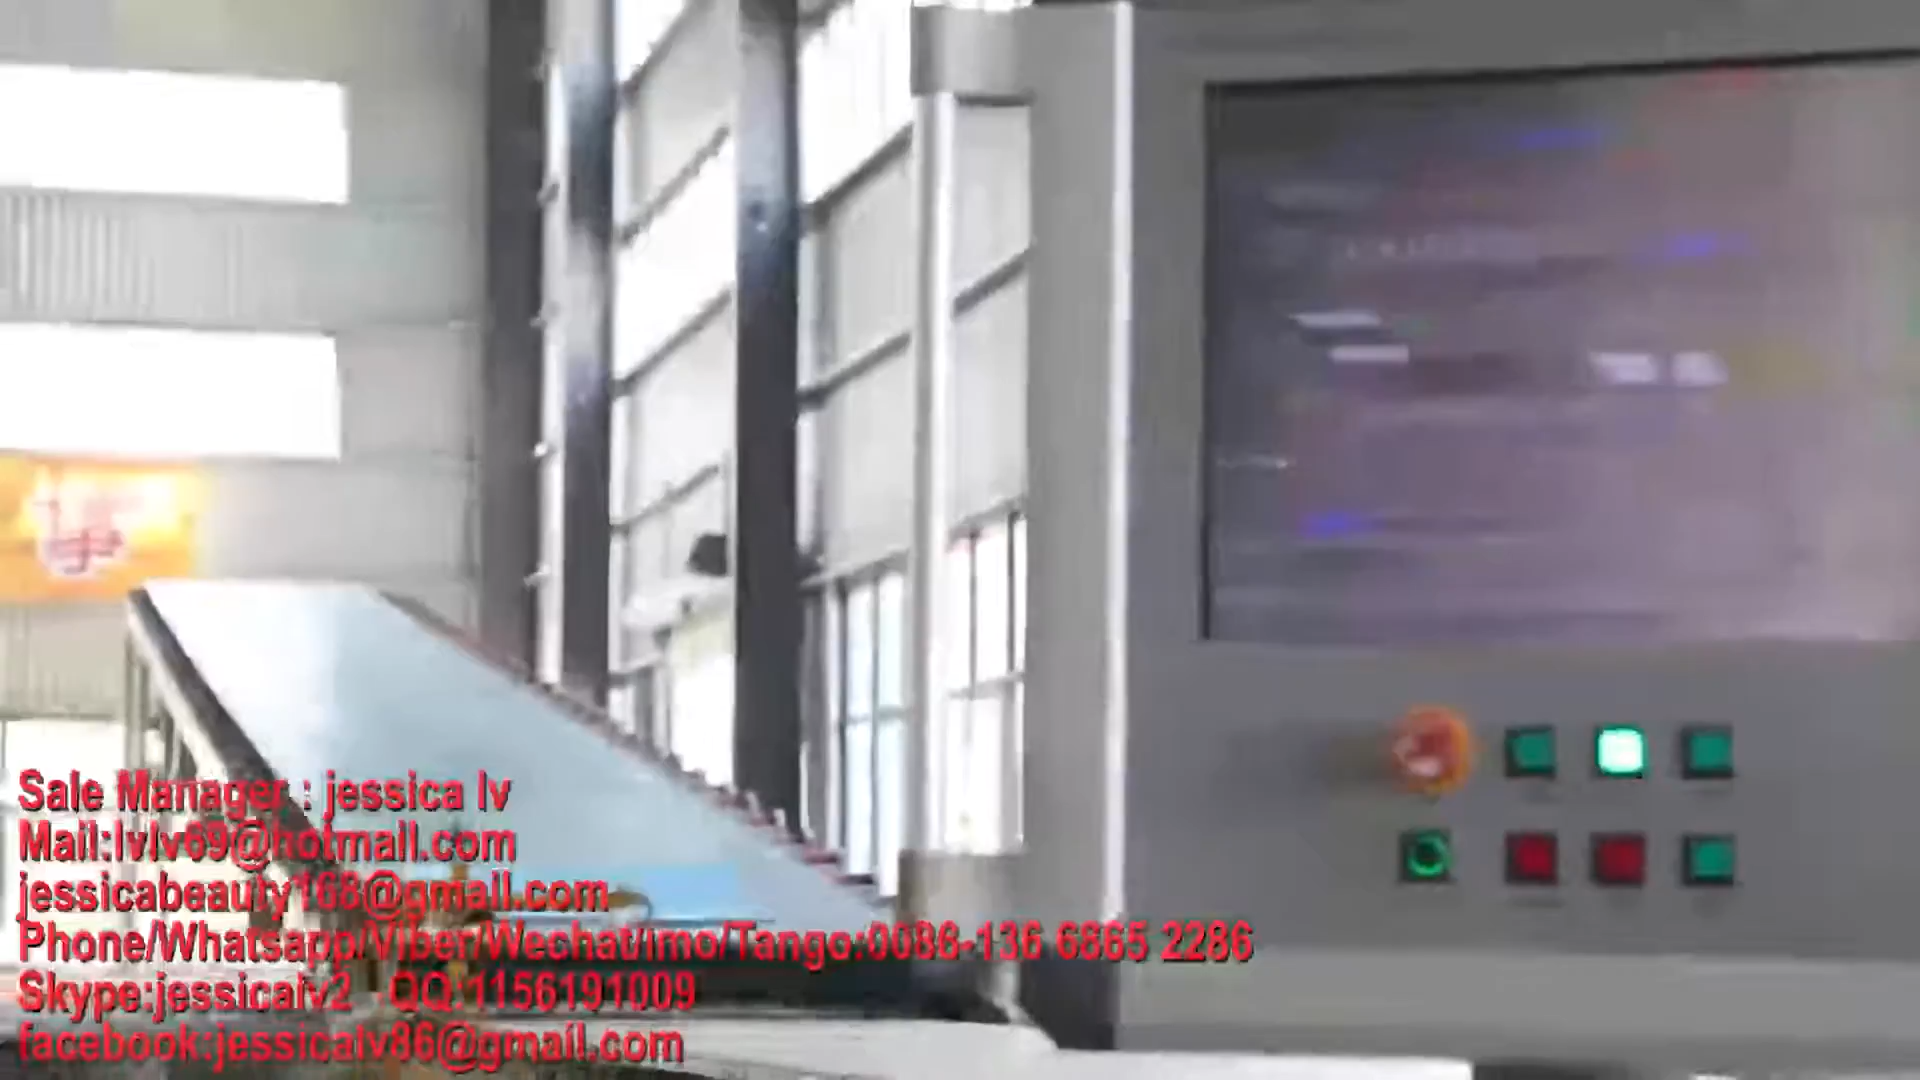 Sale Manager : jessica lv
Mail:lvlv69@hotmail.com
jessicabeauty168@gmail.com
Phone/Whatsapp/Viber/Wechat/imo/Tango:0086-136 6865 2286
Skype:jessicalv2 QQ:1156191009
facebook:jessicalv86@gmail.com